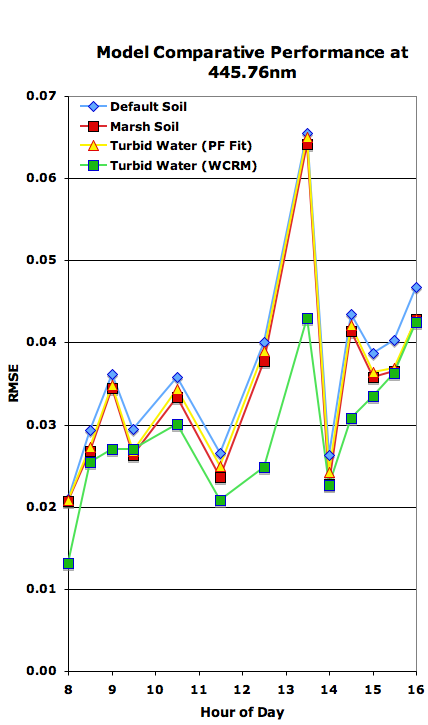 Model Comparative Performance at
445.76nm
0.07
Default Soil
Marsh Soil
Turbid Water (PF Fit)
Turbid Water (WCRM)
0.06
0.05
0.04
RMSE
0.03
0.02
0.01
0.00
8 9 10 11 12 13 14 15 16
Hour of Day